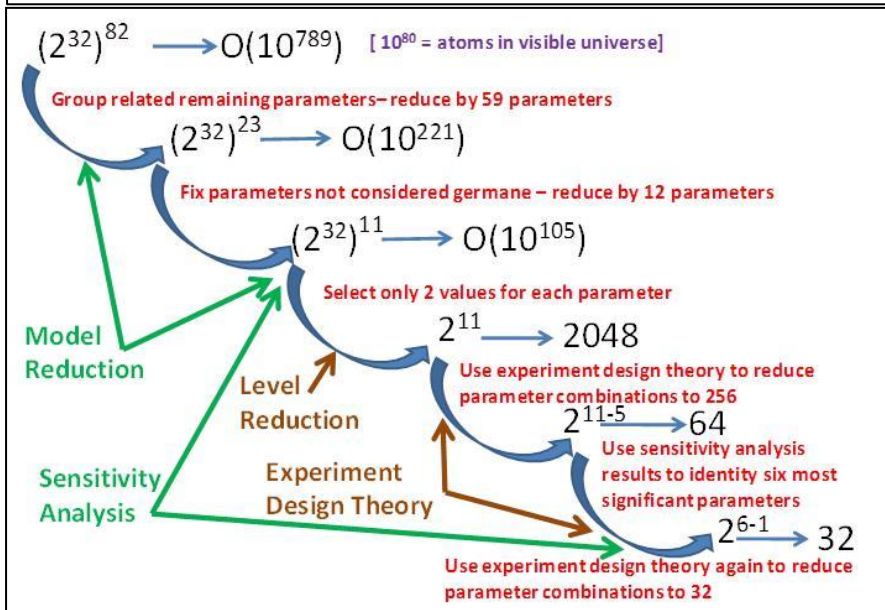 (2³²)⁸² → O(10⁷⁸⁹) [ 10⁸⁰ = atoms in visible universe]
Group related remaining parameters– reduce by 59 parameters
(2³²)²³ → O(10²²¹)
Fix parameters not considered germane – reduce by 12 parameters
(2³²)¹¹ → O(10¹⁰⁵)
Select only 2 values for each parameter
2¹¹ → 2048
Model
Reduction
Use experiment design theory to reduce
parameter combinations to 256
Level
Reduction
2¹¹⁻⁵ → 64
Use sensitivity analysis
results to identity six most
significant parameters
Experiment
Design Theory
Sensitivity
Analysis
2⁶⁻¹ → 32
Use experiment design theory again to reduce
parameter combinations to 32